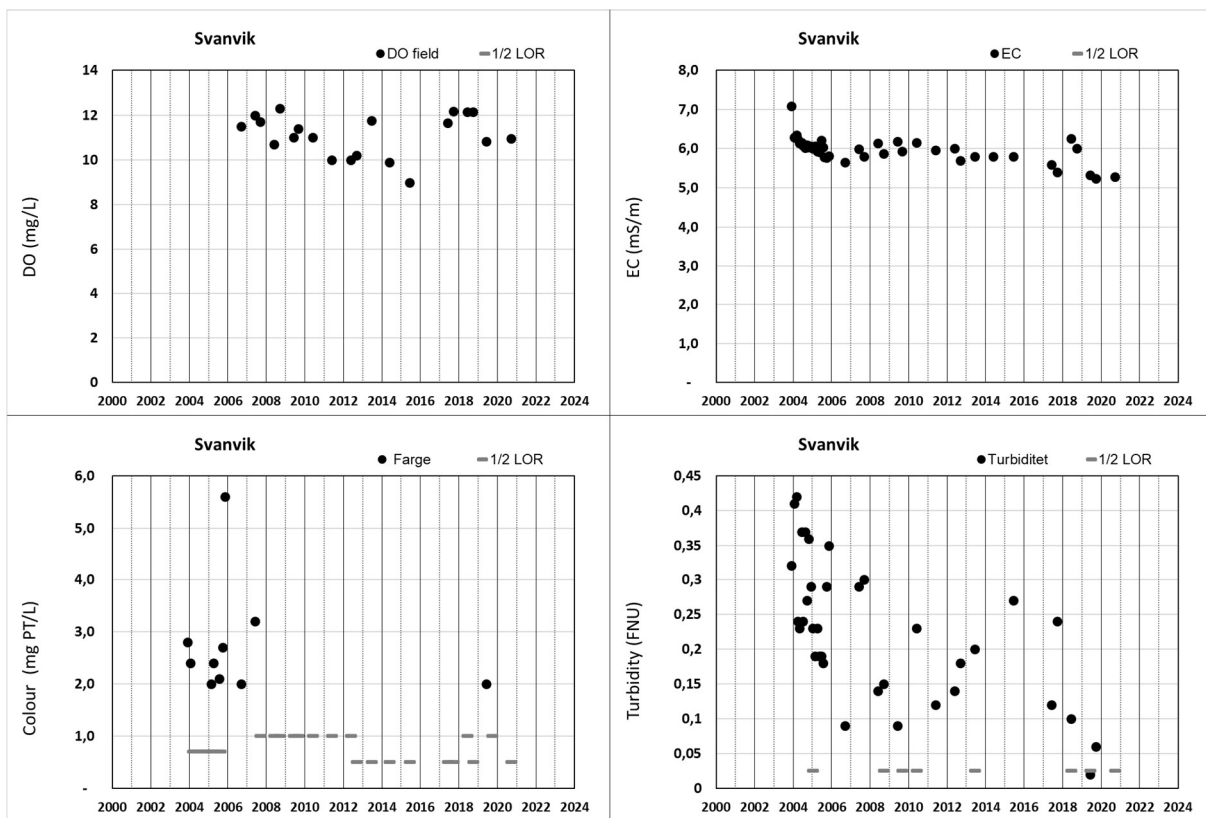 Svanvik
DO field 1/2 LOR
14
12
10
8
6
4
2
0
DO (mg/L)
2000 2002 2004 2006 2008 2010 2012 2014 2016 2018 2020 2022 2024
Svanvik
EC 1/2 LOR
8,0
7,0
6,0
5,0
4,0
3,0
2,0
1,0
-
EC (mS/m)
2000 2002 2004 2006 2008 2010 2012 2014 2016 2018 2020 2022 2024
Svanvik
Farge 1/2 LOR
6,0
5,0
4,0
3,0
2,0
1,0
-
Colour (mg PT/L)
2000 2002 2004 2006 2008 2010 2012 2014 2016 2018 2020 2022 2024
Svanvik
Turbiditet 1/2 LOR
0,45
0,4
0,35
0,3
0,25
0,2
0,15
0,1
0,05
0
Turbidity (FNU)
2000 2002 2004 2006 2008 2010 2012 2014 2016 2018 2020 2022 2024